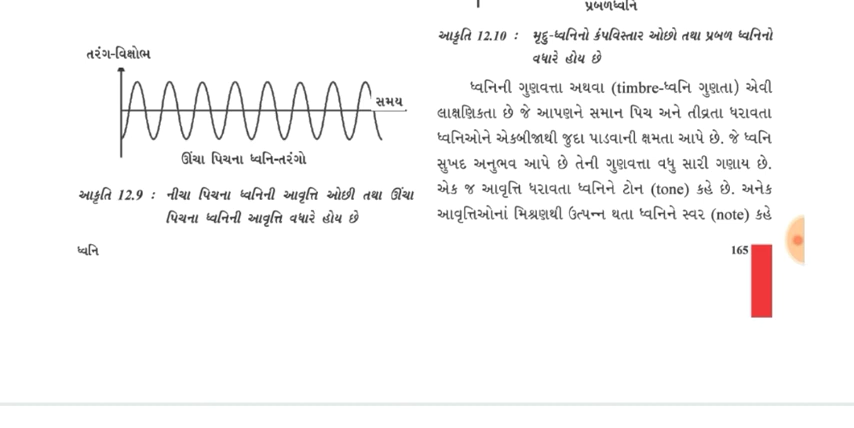 તરંગ-વિક્ષોભ
સમય
ઊંચા પિચના ધ્વનિ-તરંગો
આકૃતિ 12.9 : નીચા પિચના ધ્વનિની આવૃત્તિ ઓછી તથા ઊંચા
પિચના ધ્વનિની આવૃત્તિ વધારે હોય છે
પ્રબળધ્વનિ
આકૃતિ 12.10 : મૃદુ-ધ્વનિનો કંપવિસ્તાર ઓછો તથા પ્રબળ ધ્વનિનો
વધારે હોય છે
ધ્વનિની ગુણવત્તા અથવા (timbre-ધ્વનિ ગુણતા) એવી
લાક્ષણિકતા છે જે આપણને સમાન પિચ અને તીવ્રતા ધરાવતા
ધ્વનિઓને એકબીજાથી જુદા પાડવાની ક્ષમતા આપે છે. જે ધ્વનિ
સુખદ અનુભવ આપે છે તેની ગુણવત્તા વધુ સારી ગણાય છે.
એક જ આવૃત્તિ ધરાવતા ધ્વનિને ટોન (tone) કહે છે. અનેક
આવૃત્તિઓનાં મિશ્રણથી ઉત્પન્ન થતા ધ્વનિને સ્વર (note) કહે
ધ્વનિ
165